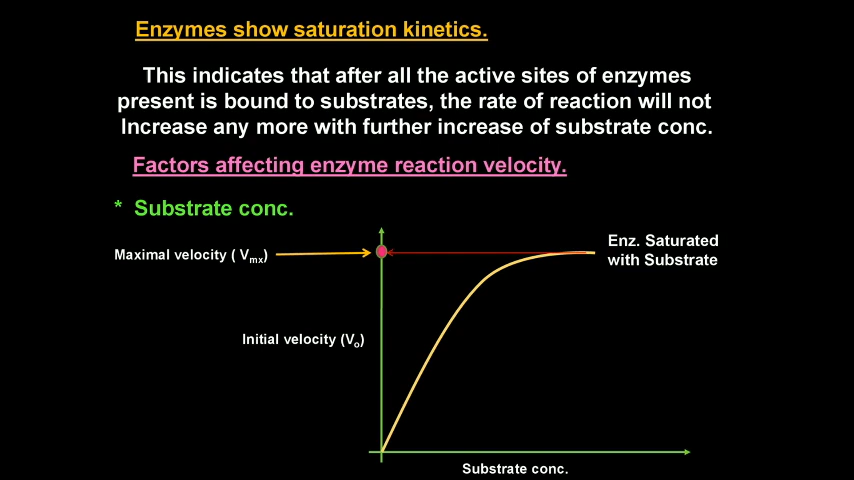 Enzymes show saturation kinetics.
This indicates that after all the active sites of enzymes
present is bound to substrates, the rate of reaction will not
Increase any more with further increase of substrate conc.
Factors affecting enzyme reaction velocity.
* Substrate conc.
Enz. Saturated
with Substrate
Maximal velocity ( Vmx)
Initial velocity (Vo)
Substrate conc.